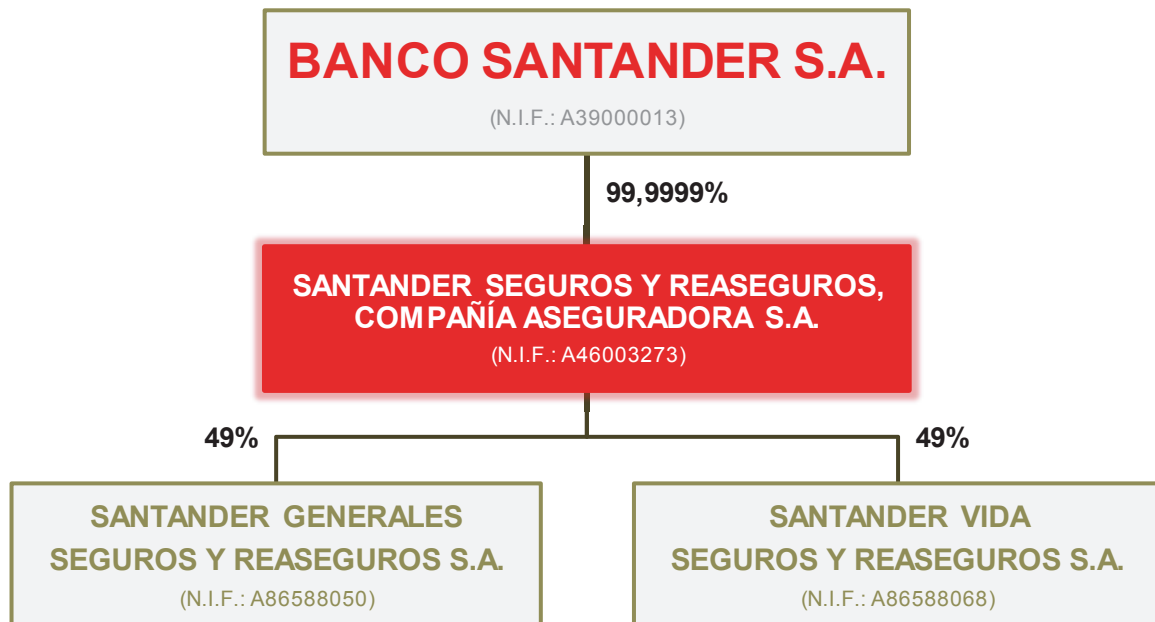 BANCO SANTANDER S.A.
(N.I.F.: A39000013)
99,9999%
SANTANDER SEGUROS Y REASEGUROS,
COMPAÑÍA ASEGURADORA S.A.
(N.I.F.: A46003273)
49%
49%
SANTANDER GENERALES
SEGUROS Y REASEGUROS S.A.
(N.I.F.: A86588050)
SANTANDER VIDA
SEGUROS Y REASEGUROS S.A.
(N.I.F.: A86588068)